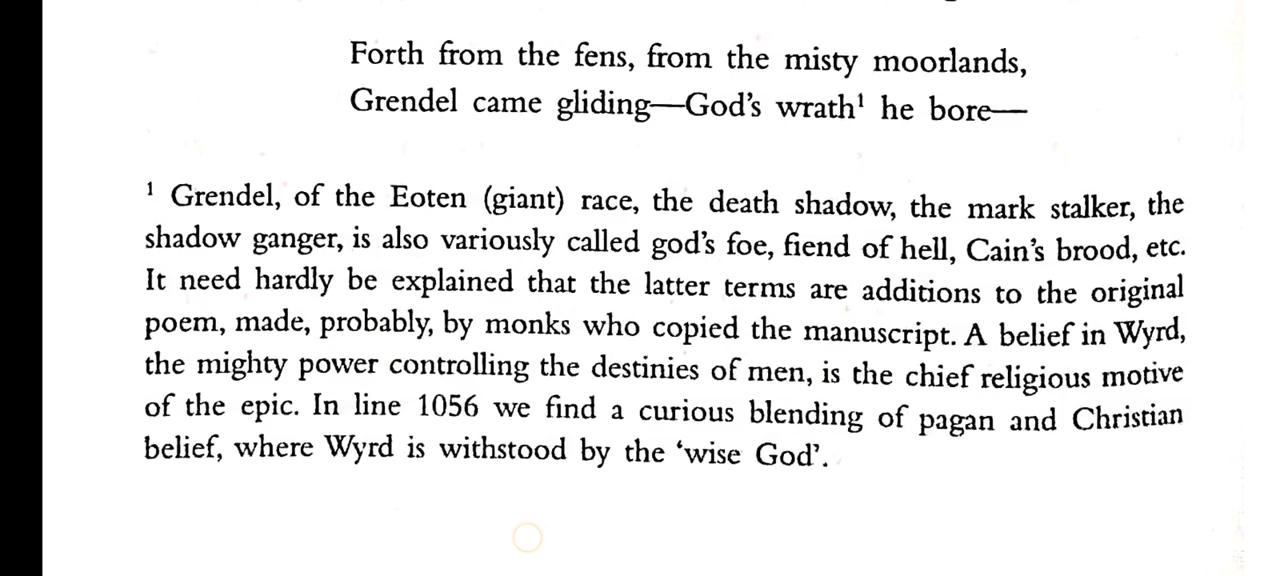 Forth from the fens, from the misty moorlands,
Grendel came gliding—God's wrath¹ he bore—
¹ Grendel, of the Eoten (giant) race, the death shadow, the mark stalker, the
shadow ganger, is also variously called god's foe, fiend of hell, Cain's brood, etc.
It need hardly be explained that the latter terms are additions to the original
poem, made, probably, by monks who copied the manuscript. A belief in Wyrd,
the mighty power controlling the destinies of men, is the chief religious motive
of the epic. In line 1056 we find a curious blending of pagan and Christian
belief, where Wyrd is withstood by the ‘wise God’.